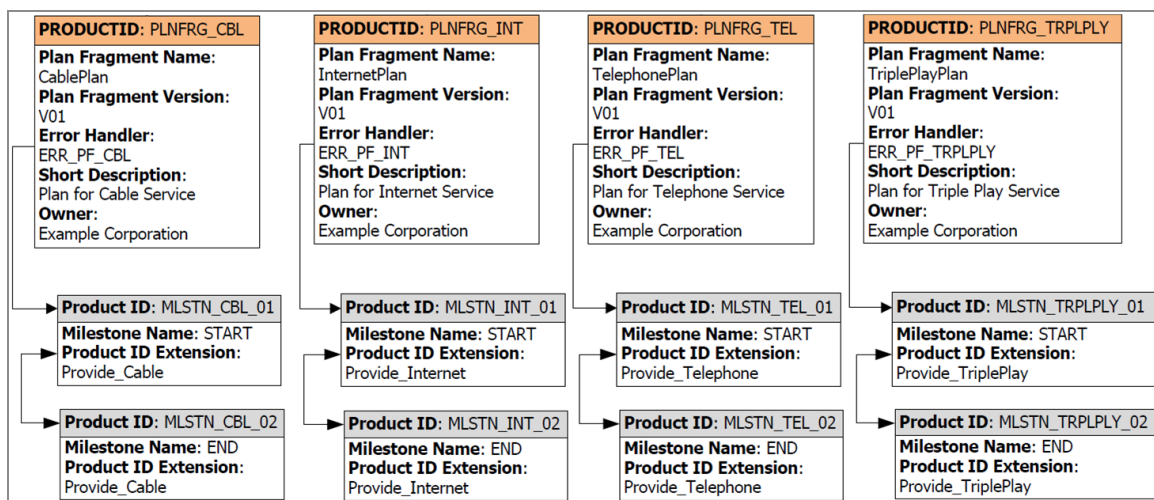 PRODUCTID: PLNFRG_CBL
Plan Fragment Name:
CablePlan
Plan Fragment Version:
V01
Error Handler:
ERR_PF_CBL
Short Description:
Plan for Cable Service
Owner:
Example Corporation
Product ID: MLSTN_CBL_01
Milestone Name: START
Product ID Extension:
Provide_Cable
Product ID: MLSTN_CBL_02
Milestone Name: END
Product ID Extension:
Provide_Cable
PRODUCTID: PLNFRG_INT
Plan Fragment Name:
InternetPlan
Plan Fragment Version:
V01
Error Handler:
ERR_PF_INT
Short Description:
Plan for Internet Service
Owner:
Example Corporation
Product ID: MLSTN_INT_01
Milestone Name: START
Product ID Extension:
Provide_Internet
Product ID: MLSTN_INT_02
Milestone Name: END
Product ID Extension:
Provide_Internet
PRODUCTID: PLNFRG_TEL
Plan Fragment Name:
TelephonePlan
Plan Fragment Version:
V01
Error Handler:
ERR_PF_TEL
Short Description:
Plan for Telephone Service
Owner:
Example Corporation
Product ID: MLSTN_TEL_01
Milestone Name: START
Product ID Extension:
Provide_Telephone
Product ID: MLSTN_TEL_02
Milestone Name: END
Product ID Extension:
Provide_Telephone
PRODUCTID: PLNFRG_TRPLPLY
Plan Fragment Name:
TriplePlayPlan
Plan Fragment Version:
V01
Error Handler:
ERR_PF_TRPLPLY
Short Description:
Plan for Triple Play Service
Owner:
Example Corporation
Product ID: MLSTN_TRPLPLY_01
Milestone Name: START
Product ID Extension:
Provide_TriplePlay
Product ID: MLSTN_TRPLPLY_02
Milestone Name: END
Product ID Extension:
Provide_TriplePlay